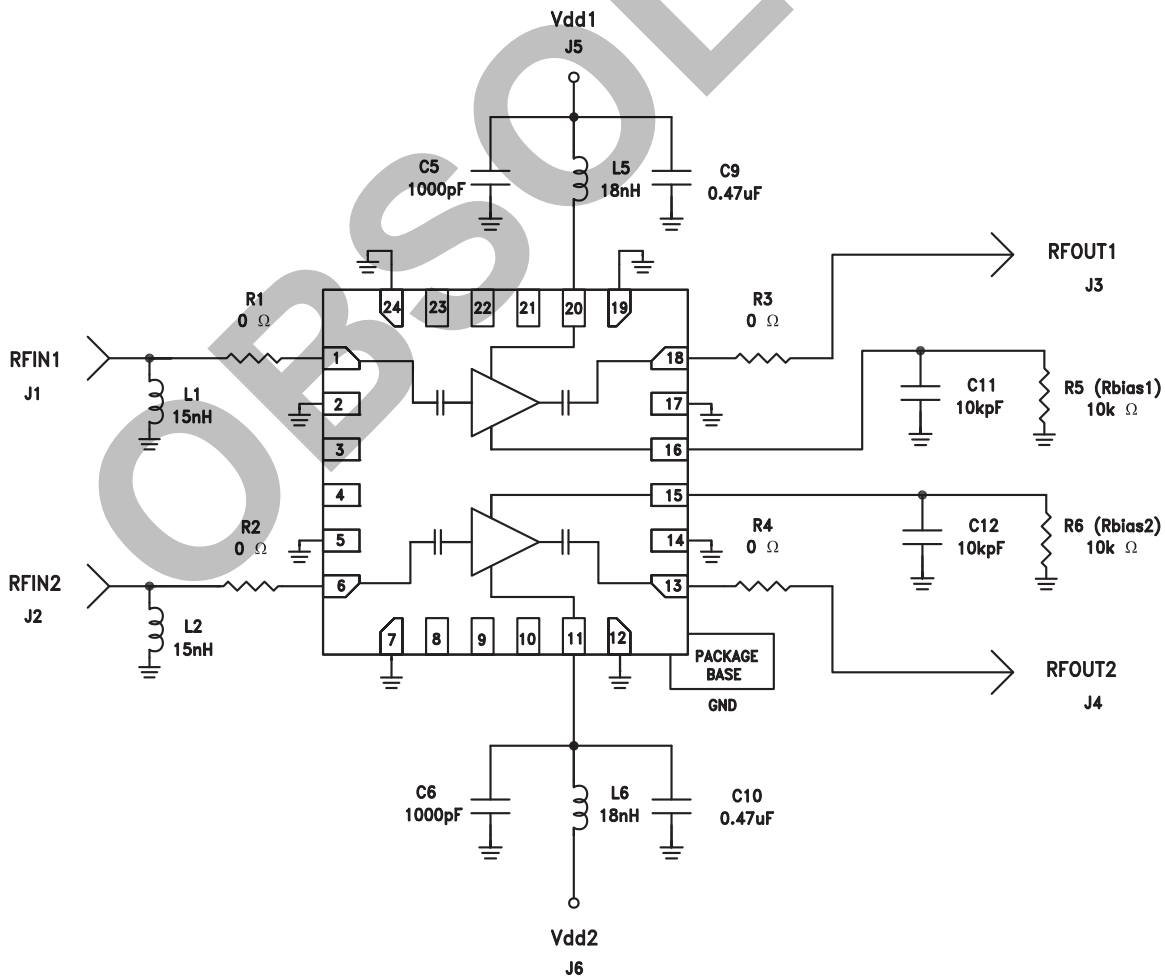 OBSOL
Vdd1
J5
C5
1000pF
L5
18nH
C9
0.47uF
24
23
22
21
20
19
R1
0 Ω
R3
0 Ω
RFOUT1
J3
RFIN1
J1
L1
15nH
1
2
3
4
5
6
18
17
16
15
14
13
C11
10kpF
R5 (Rbias1)
10k Ω
R2
0 Ω
R4
0 Ω
C12
10kpF
R6 (Rbias2)
10k Ω
RFIN2
J2
L2
15nH
7
8
9
10
11
12
PACKAGE
BASE
GND
RFOUT2
J4
C6
1000pF
L6
18nH
C10
0.47uF
Vdd2
J6